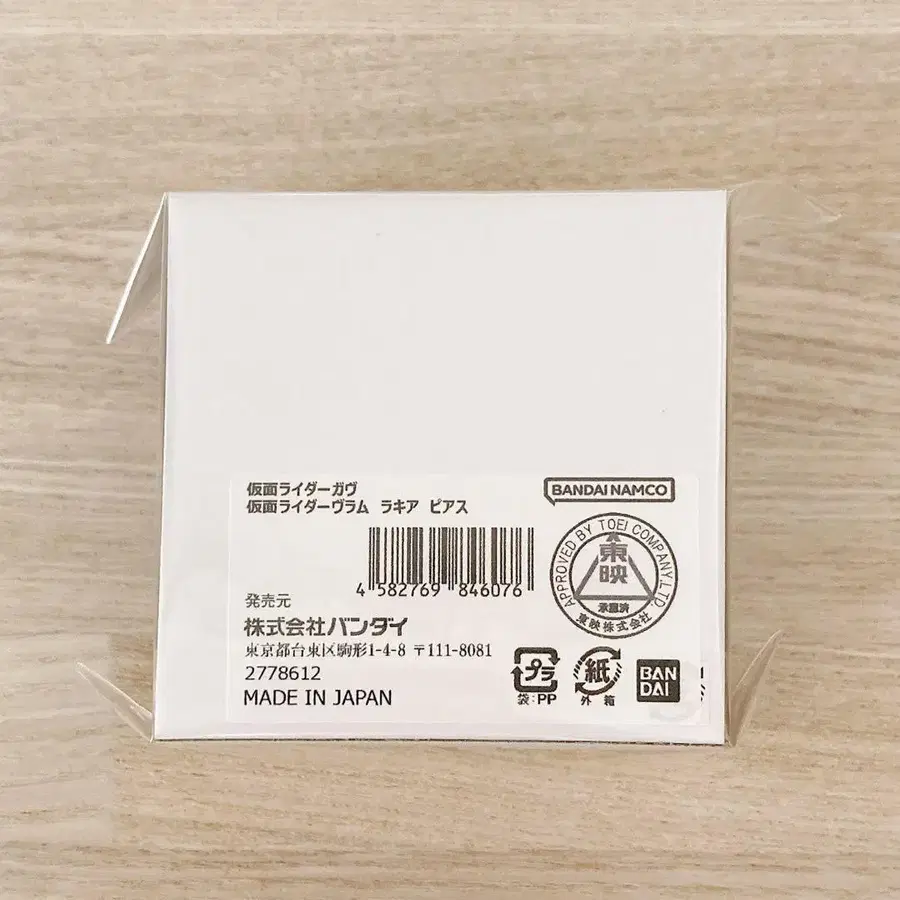 仮面ライダーガヴ
仮面ライダーヴラム ラキア ピアス
BANDAI NAMCO
4 582769 846076
APPROVED BY TOEI COMPANY,LTD.
東映
承認済
東映株式会社
発売元
株式会社バンダイ
東京都台東区駒形1-4-8 〒111-8081
2778612
MADE IN JAPAN
プラ
袋:PP
紙
外箱
BAN
DAI